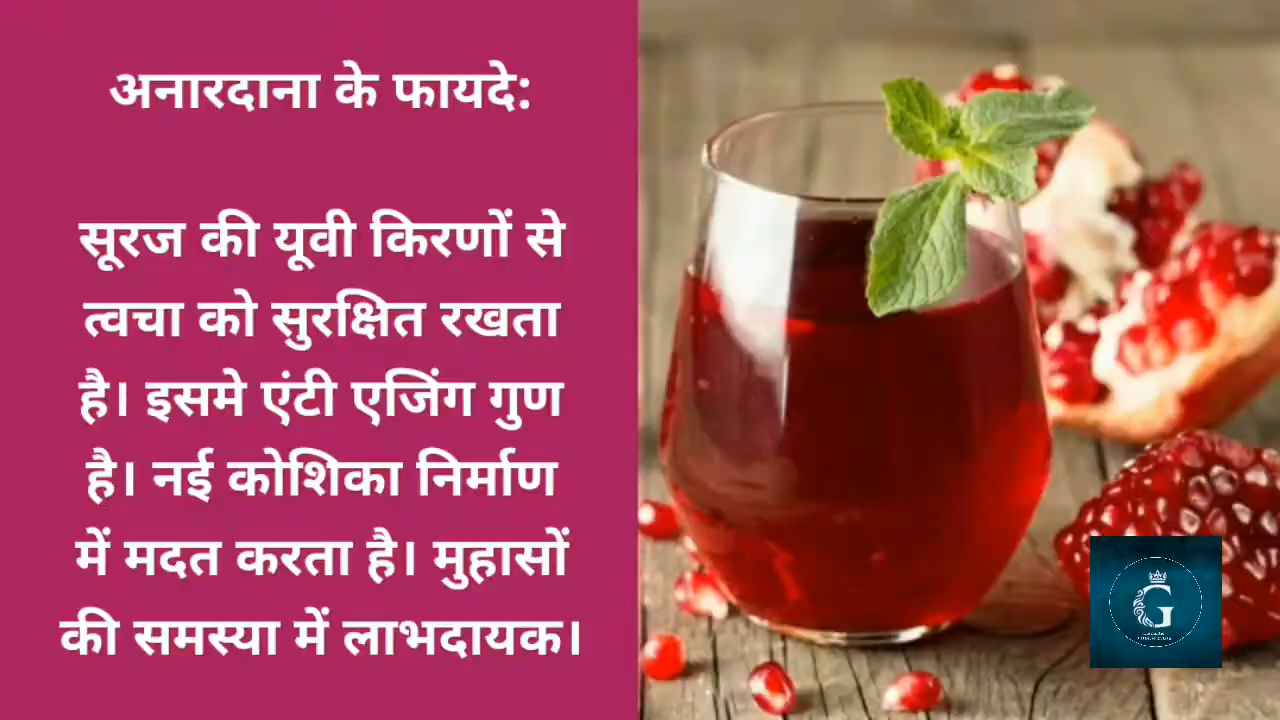 अनारदाना के फायदे:
सूरज की यूवी किरणों से
त्वचा को सुरक्षित रखता
है। इसमे एंटी एजिंग गुण
है। नई कोशिका निर्माण
में मदत करता है। मुहासों
की समस्या में लाभदायक।
G